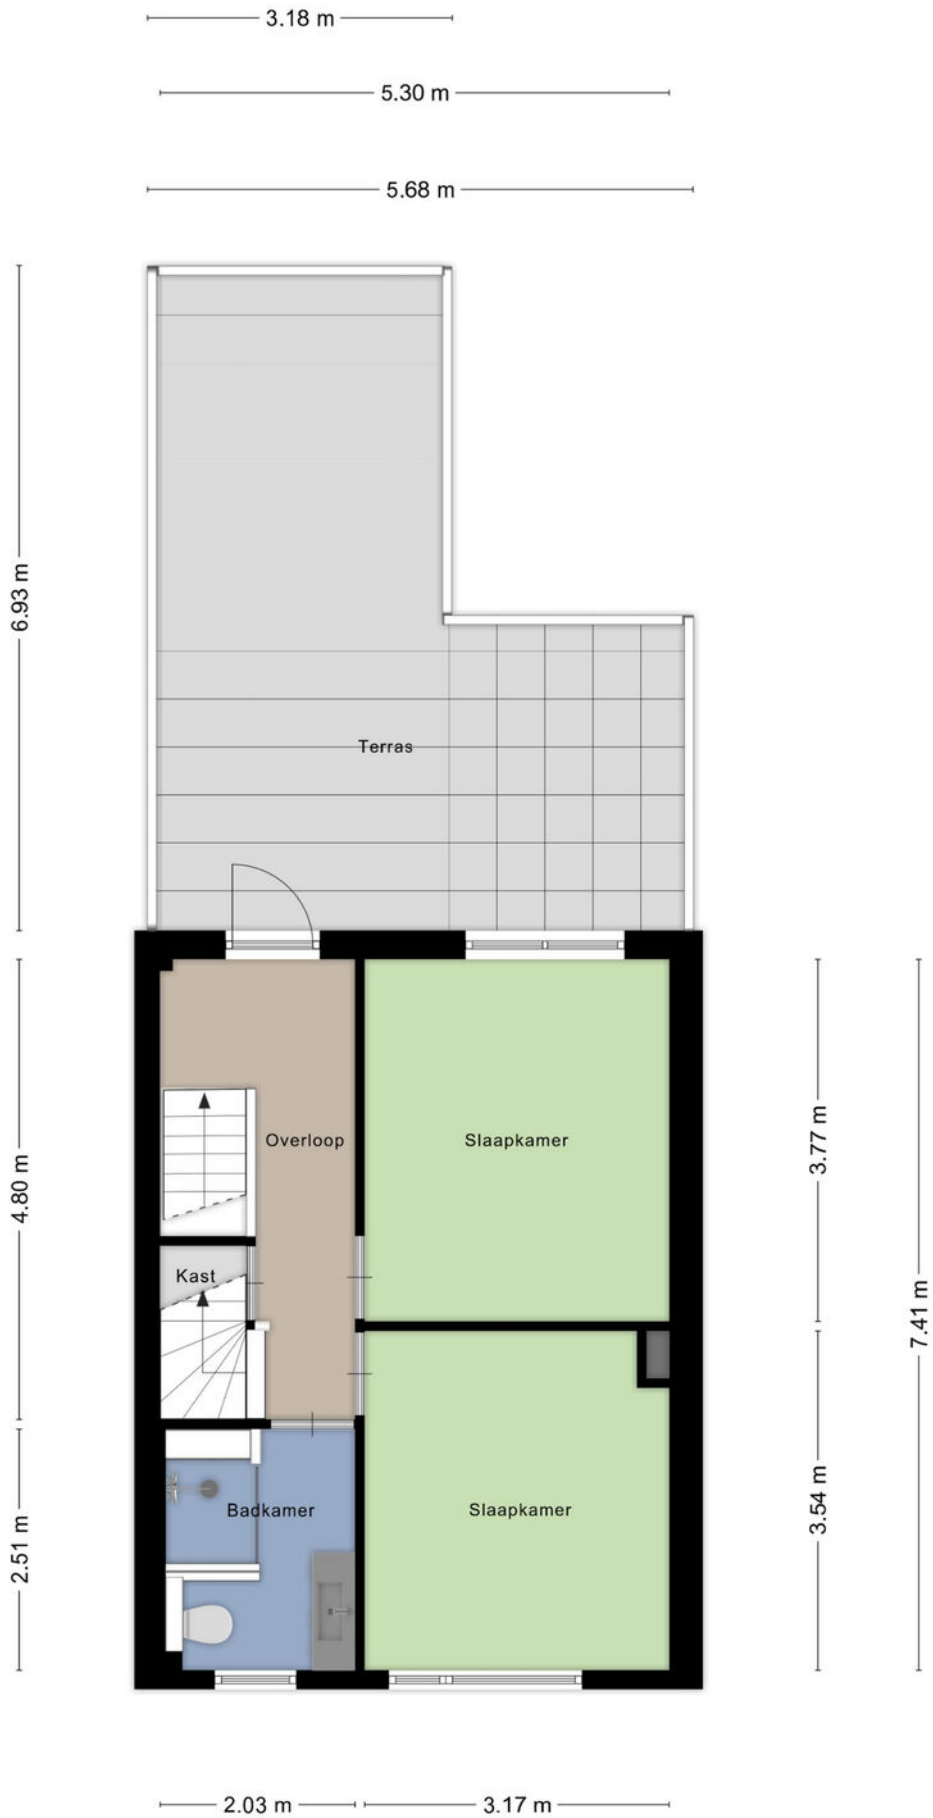 3.18 m
5.30 m
5.68 m
6.93 m
Terras
Overloop
Slaapkamer
3.77 m
4.80 m
Kast
7.41 m
Badkamer
Slaapkamer
3.54 m
2.51 m
2.03 m
3.17 m